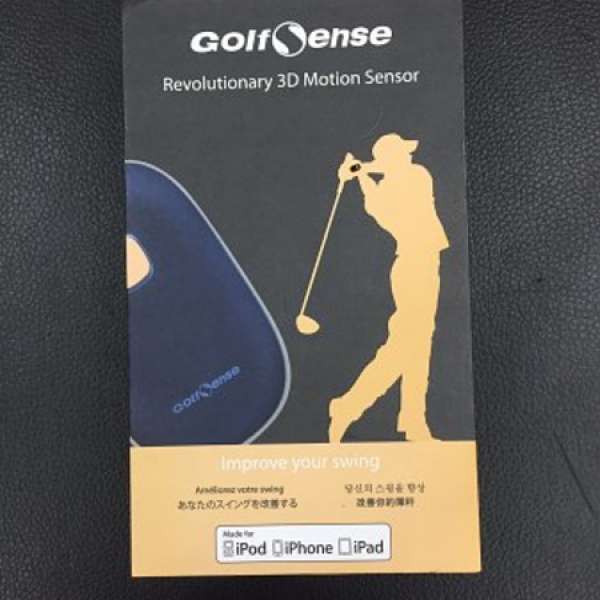 GolfSense
Revolutionary 3D Motion Sensor
GolfSense
Improve your swing
Améliorez votre swing
あなたのスイングを改善する
당신의 스윙을 향상
改善你的揮杆
Made for
iPod iPhone iPad